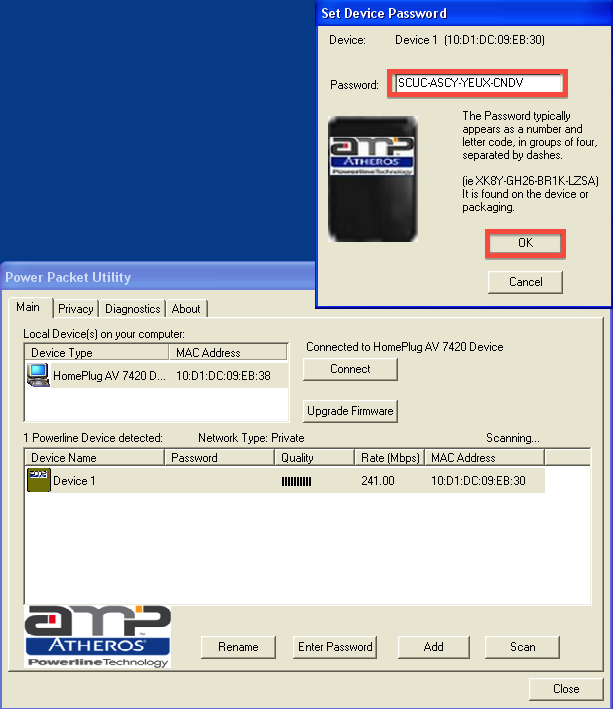 Set Device Password
Device: Device 1 (10:D1:DC:09:EB:30)
Password: SCUC-ASCY-YEUX-CNDV
The Password typically
appears as a number and
letter code, in groups of four,
separated by dashes.
(ie XK8Y-GH26-BR1K-LZSA)
It is found on the device or
packaging.
amp
ATHEROS
Powerline Technology
OK
Cancel
Power Packet Utility
Main Privacy Diagnostics About
Local Device(s) on your computer:
Device Type MAC Address
HomePlug AV 7420 D... 10:D1:DC:09:EB:38
Connected to HomePlug AV 7420 Device
Connect
Upgrade Firmware
1 Powerline Device detected: Network Type: Private Scanning...
Device Name Password Quality Rate (Mbps) MAC Address
Device 1 241.00 10:D1:DC:09:EB:30
amp
ATHEROS
Powerline Technology
Rename Enter Password Add Scan
Close